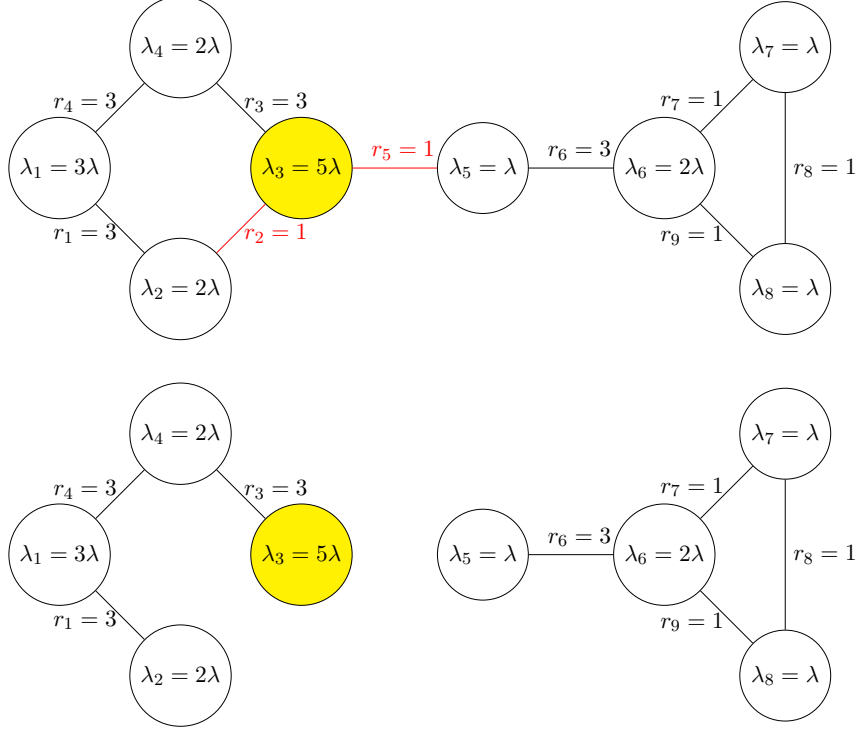 λ₄ = 2λ
λ₇ = λ
r₄ = 3
r₃ = 3
r₇ = 1
λ₁ = 3λ
λ₃ = 5λ
r₅ = 1
λ₅ = λ
r₆ = 3
λ₆ = 2λ
r₈ = 1
r₁ = 3
r₂ = 1
r₉ = 1
λ₂ = 2λ
λ₈ = λ
λ₄ = 2λ
λ₇ = λ
r₄ = 3
r₃ = 3
r₇ = 1
λ₁ = 3λ
λ₃ = 5λ
λ₅ = λ
r₆ = 3
λ₆ = 2λ
r₈ = 1
r₁ = 3
r₉ = 1
λ₂ = 2λ
λ₈ = λ